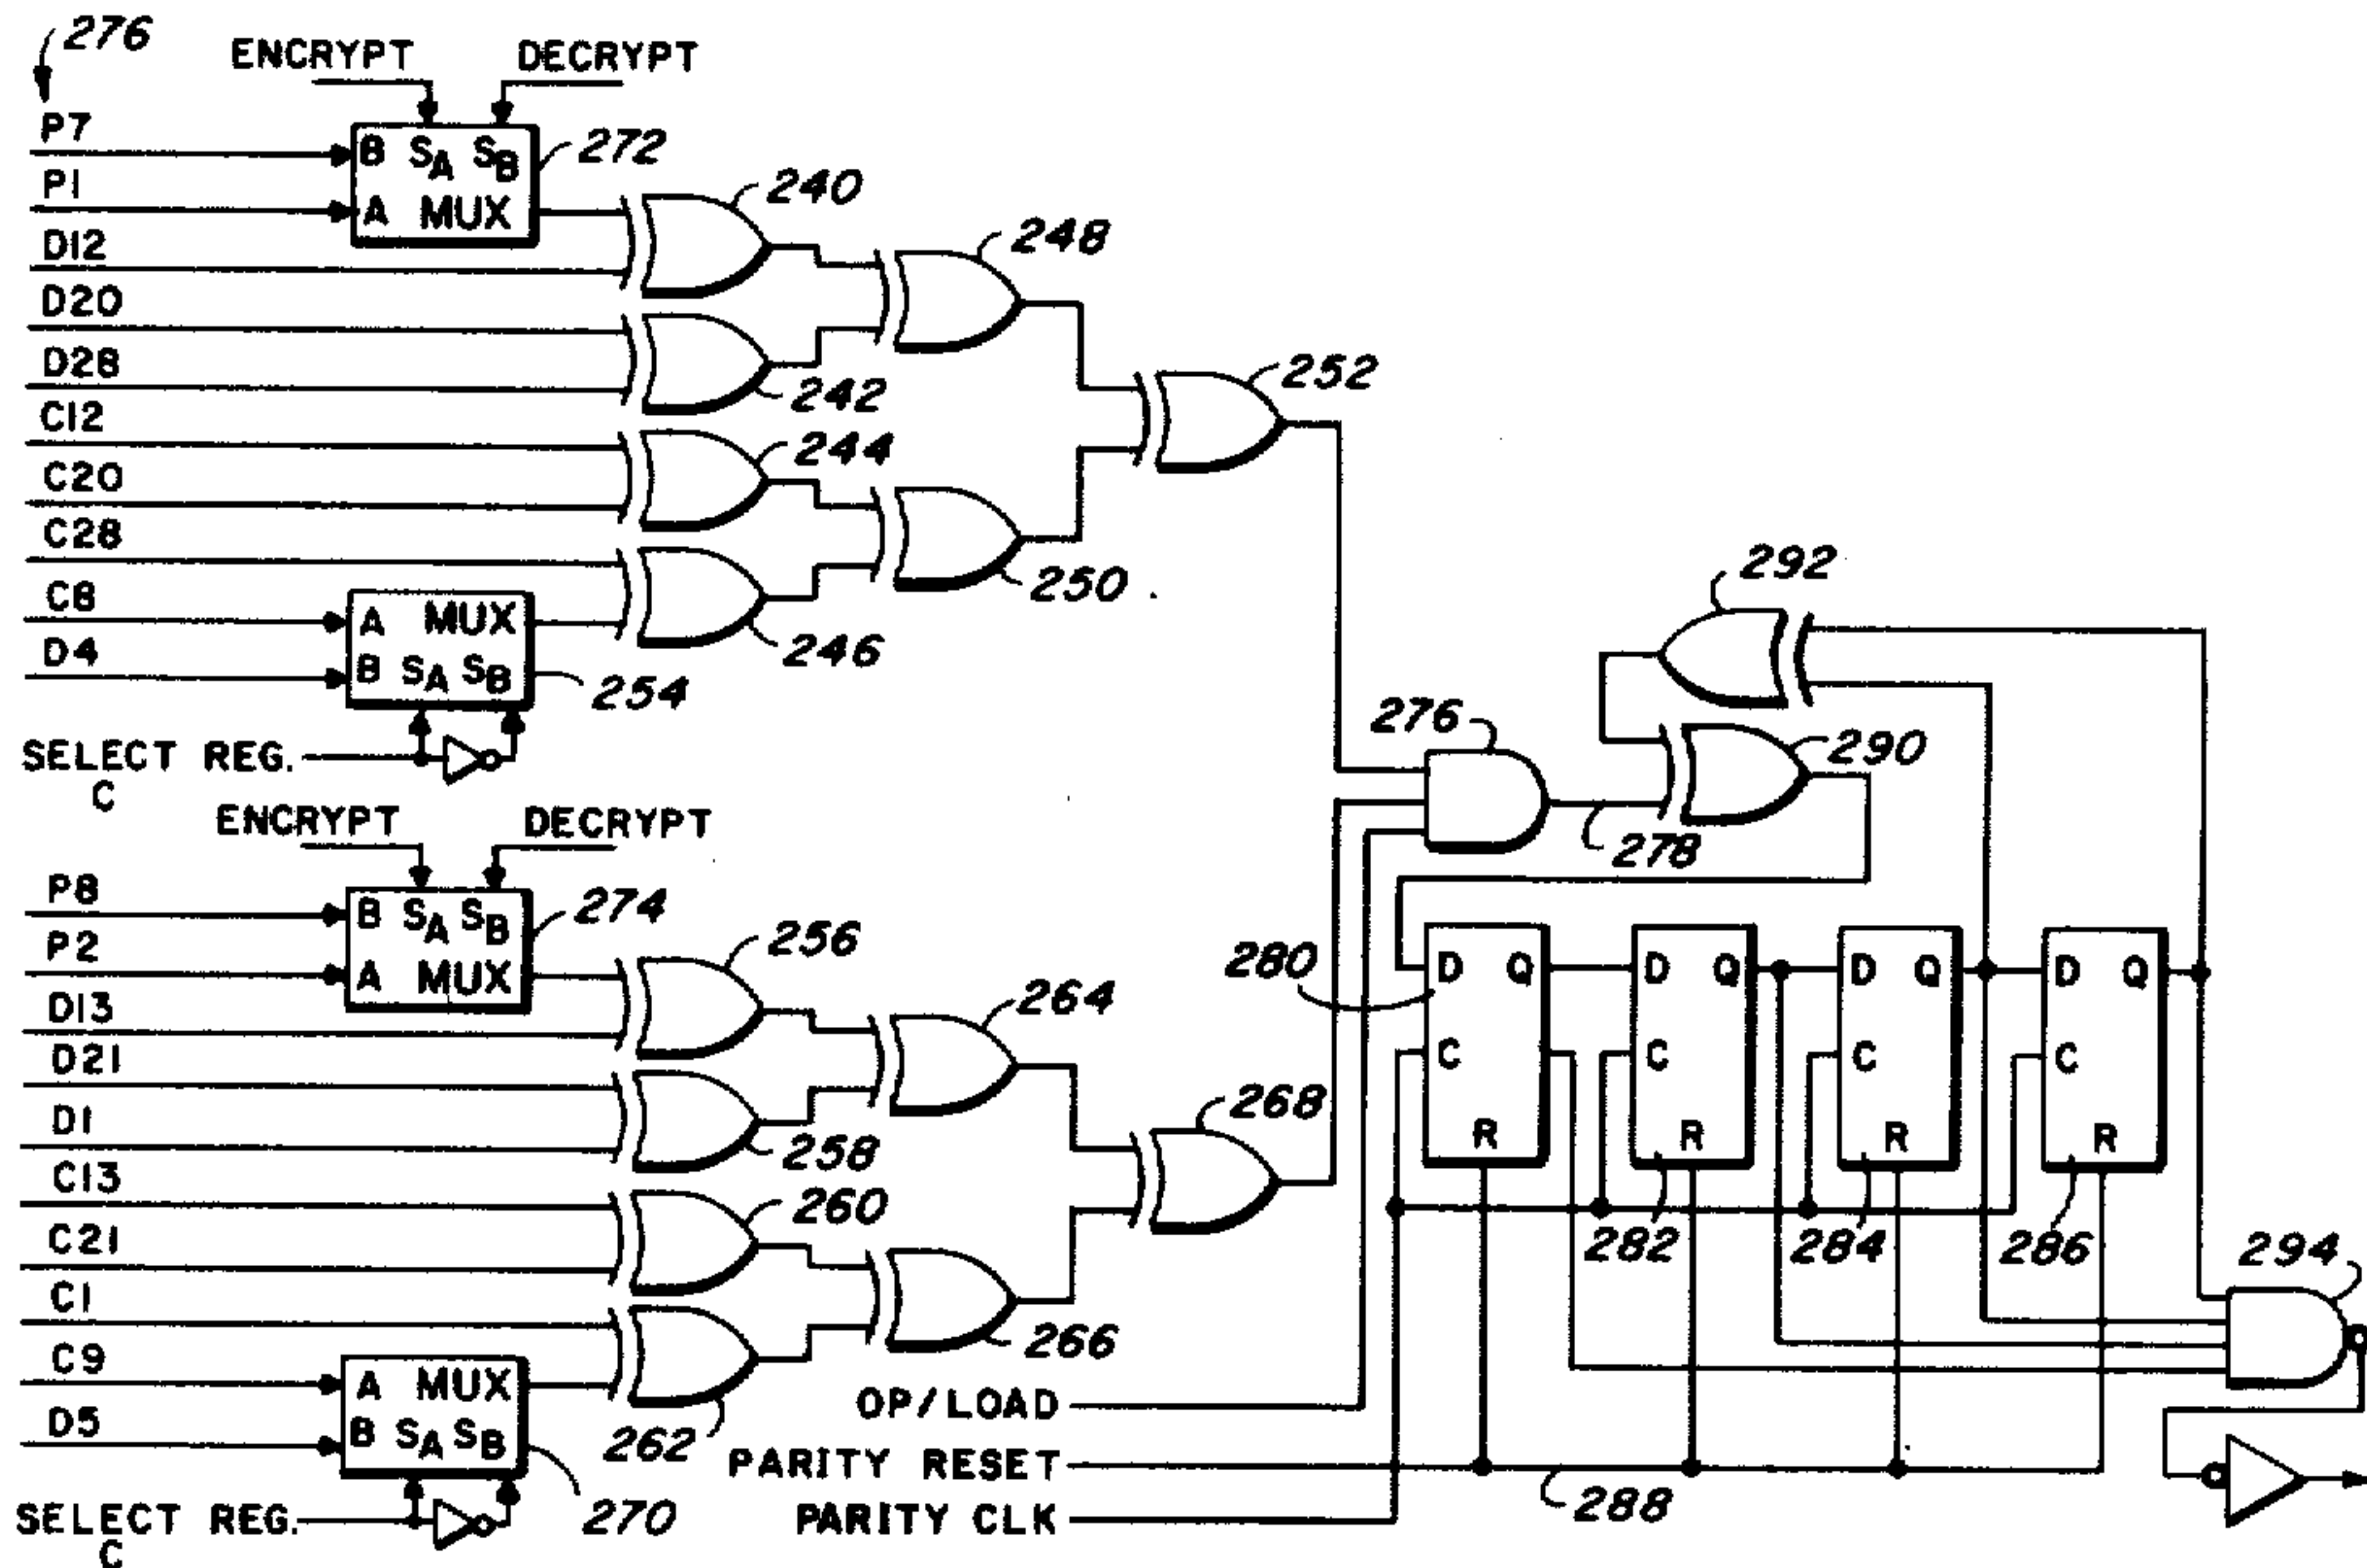 276
ENCRYPT DECRYPT
P7
B SA SB 272
P1
A MUX
240
D12
248
D20
D28
242
252
C12
244
C20
C28
250
C8
A MUX
246
D4
B SA SB
254
SELECT REG.
C
292
276
290
278
ENCRYPT DECRYPT
P8
B SA SB 274
P2
A MUX
256
D13
264
D21
D1
258
268
C13
260
C21
C1
266
C9
A MUX
262
D5
B SA SB
270
SELECT REG.
C
280
D Q D Q D Q D Q
C C C C
R R R R
282 284 286
294
OP/LOAD
PARITY RESET
288
PARITY CLK